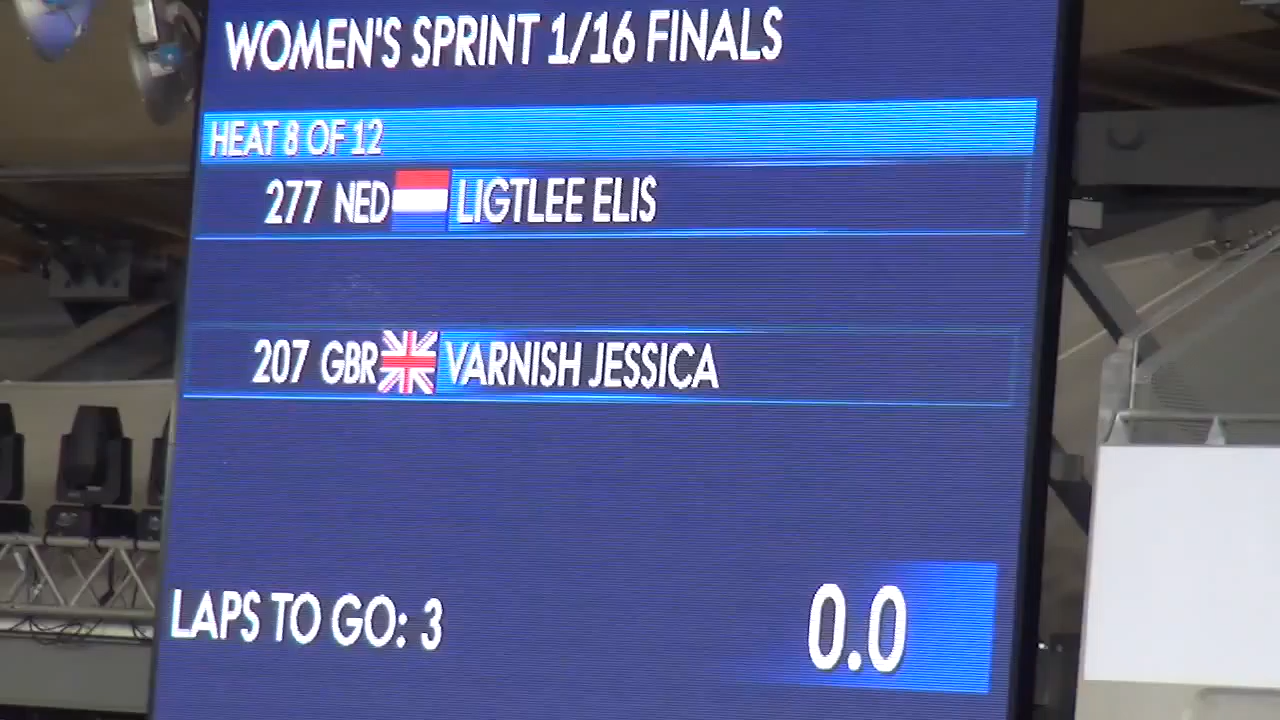 WOMEN'S SPRINT 1/16 FINALS
HEAT 8 OF 12
277 NED LIGTLEE ELIS
207 GBR VARNISH JESSICA
LAPS TO GO: 3
0.0